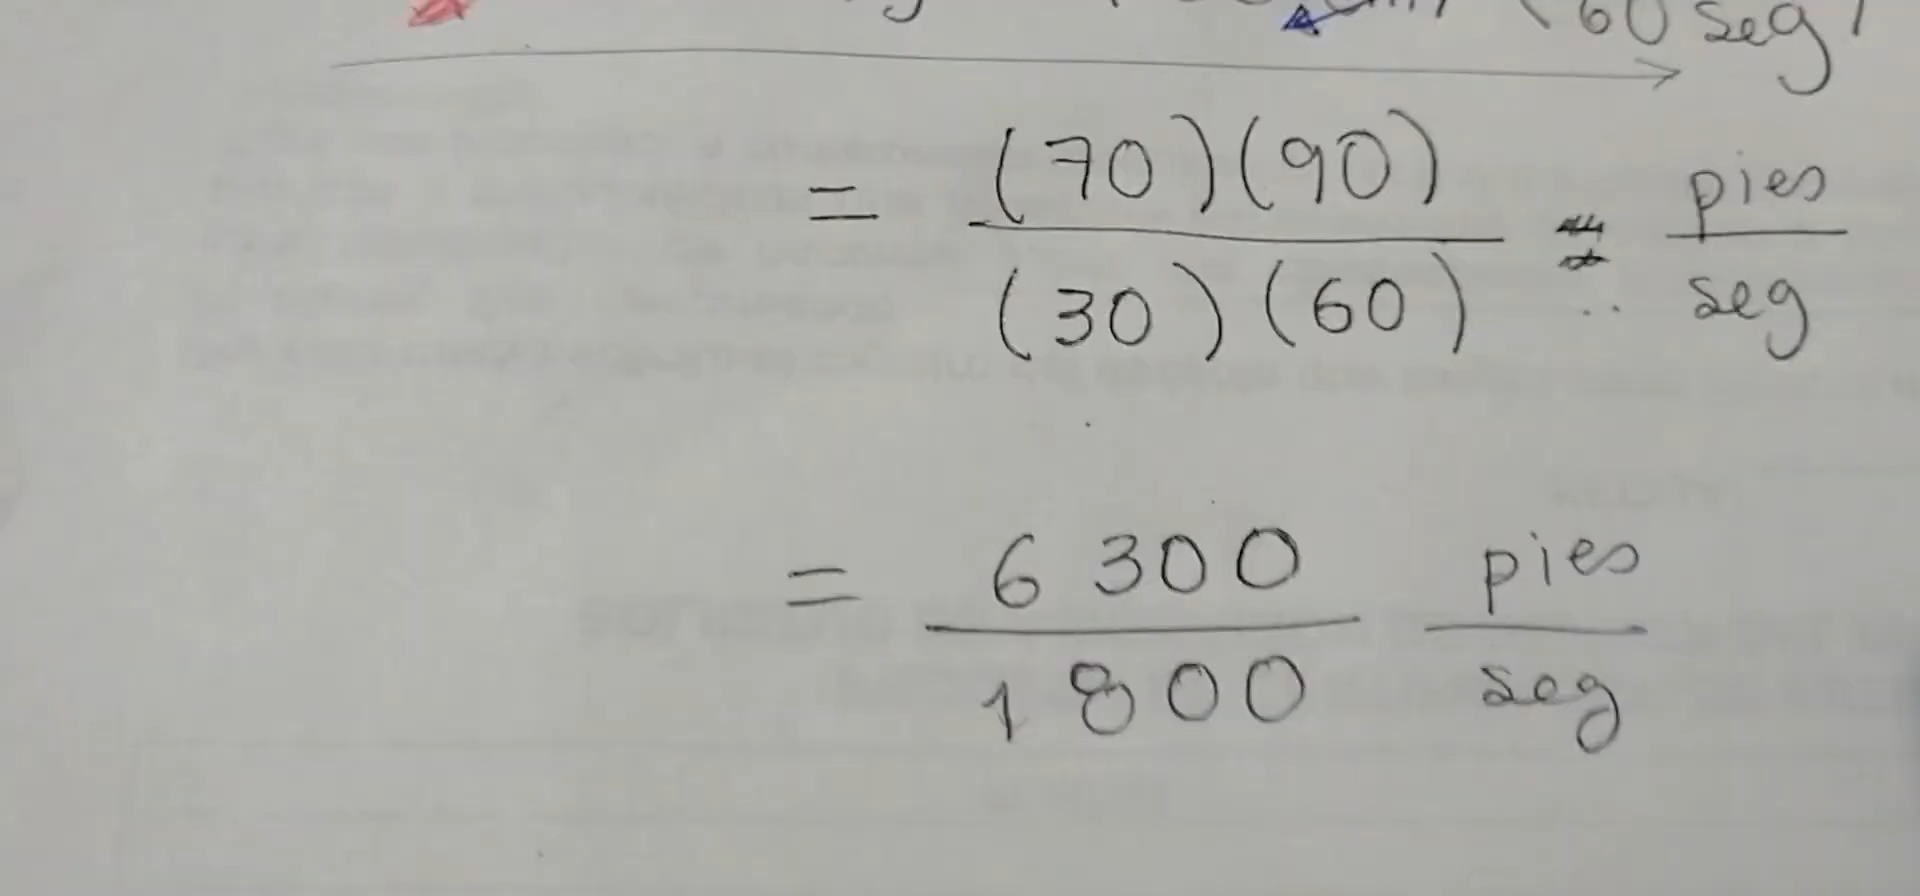 (60 seg)
= (70)(90) pies
(30)(60) seg
= 6 300 pies
1 800 seg